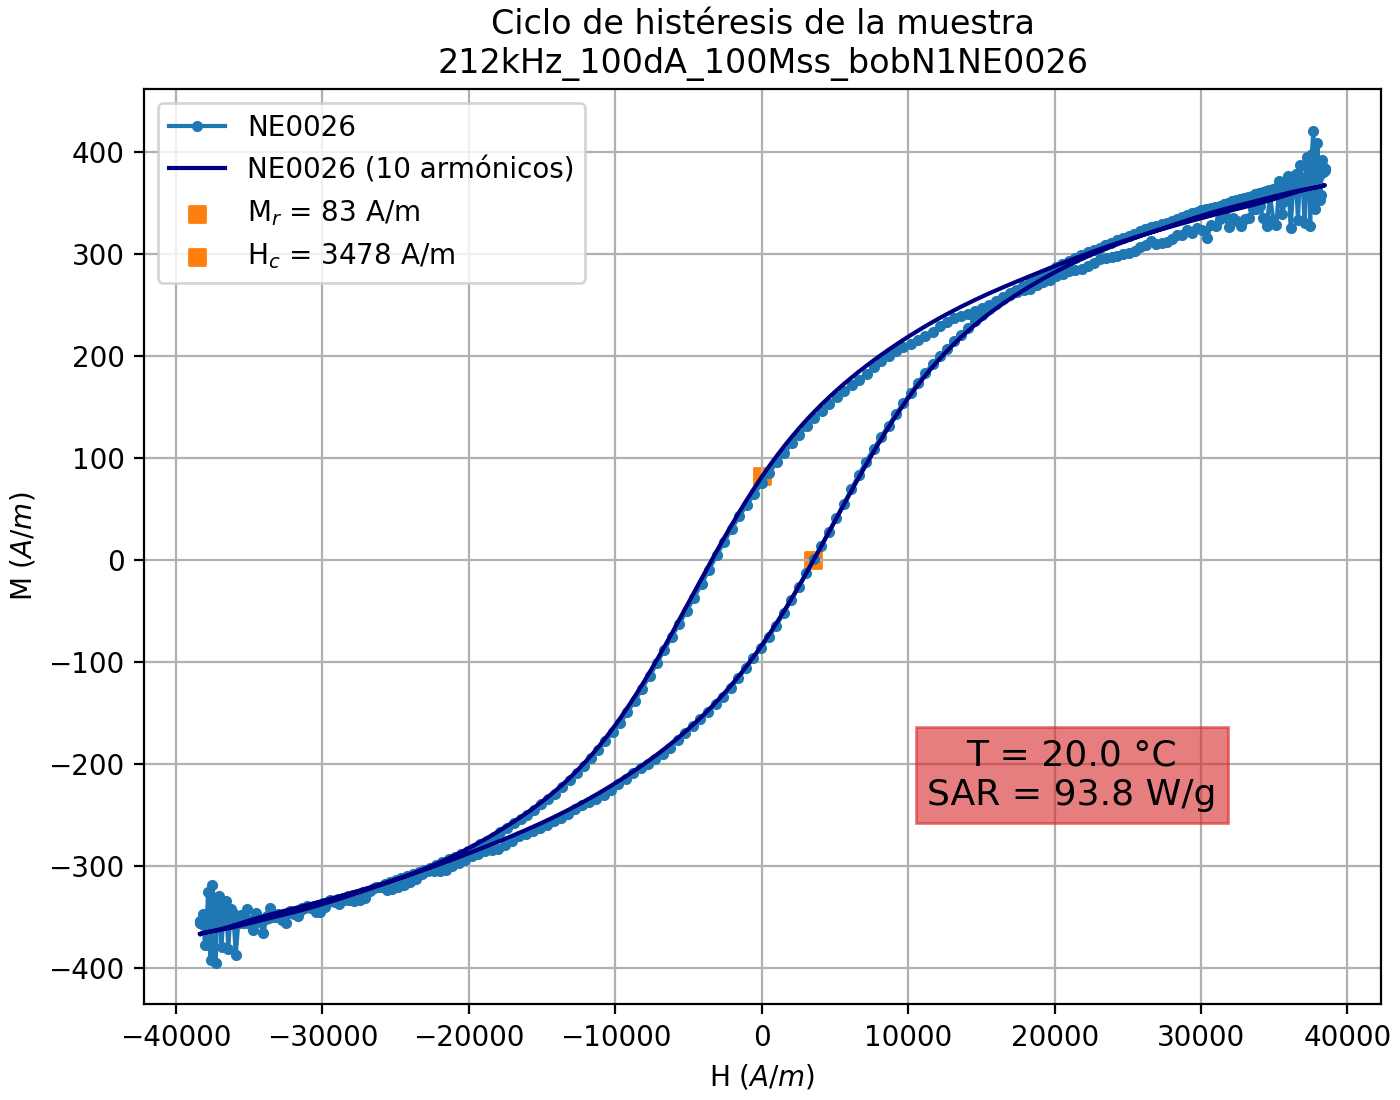 Ciclo de histéresis de la muestra
212kHz_100dA_100Mss_bobN1NE0026
NE0026
NE0026 (10 armónicos)
Mᵣ = 83 A/m
H_c = 3478 A/m
400
300
200
100
0
−100
−200
−300
−400
M (A/m)
T = 20.0 °C
SAR = 93.8 W/g
−40000 −30000 −20000 −10000 0 10000 20000 30000 40000
H (A/m)